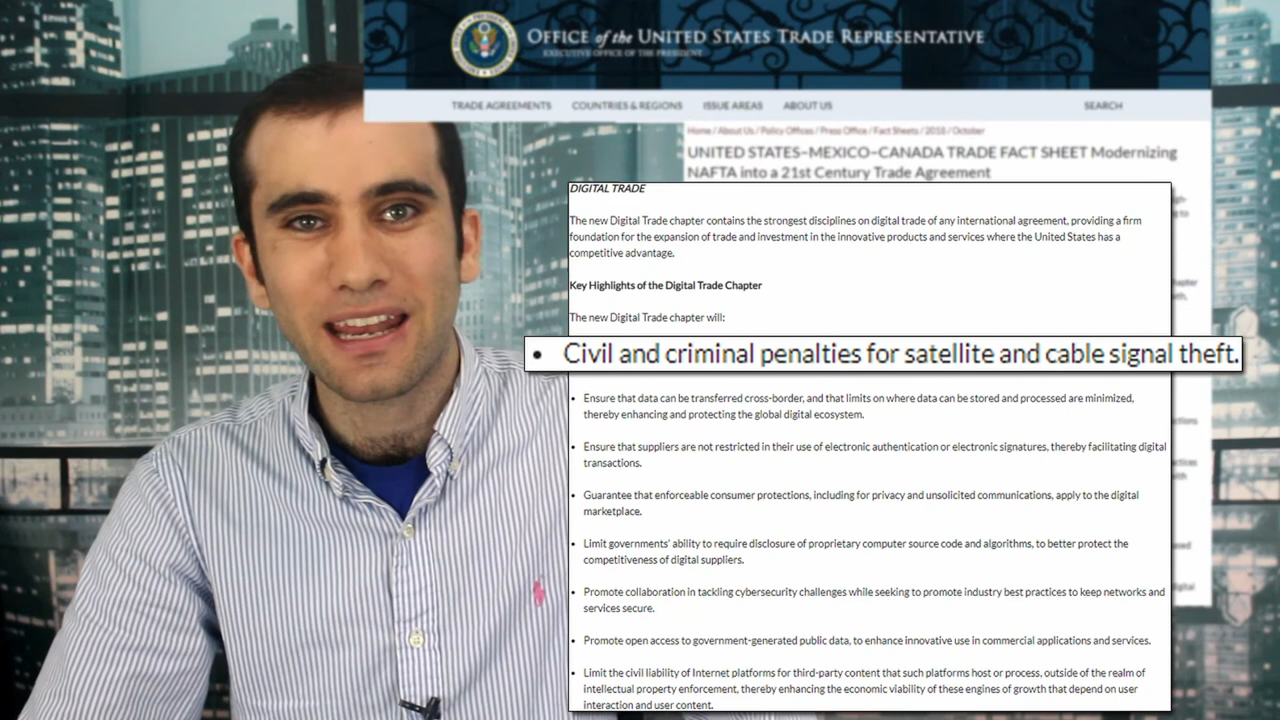 OFFICE of the UNITED STATES TRADE REPRESENTATIVE
EXECUTIVE OFFICE OF THE PRESIDENT
TRADE AGREEMENTS COUNTRIES & REGIONS ISSUE AREAS ABOUT US SEARCH
Home / About Us / Policy Offices / Press Office / Fact Sheets / 2018 / October
UNITED STATES–MEXICO–CANADA TRADE FACT SHEET Modernizing
NAFTA into a 21st Century Trade Agreement
DIGITAL TRADE
The new Digital Trade chapter contains the strongest disciplines on digital trade of any international agreement, providing a firm
foundation for the expansion of trade and investment in the innovative products and services where the United States has a
competitive advantage.
Key Highlights of the Digital Trade Chapter
The new Digital Trade chapter will:
• Civil and criminal penalties for satellite and cable signal theft.
• Ensure that data can be transferred cross-border, and that limits on where data can be stored and processed are minimized,
thereby enhancing and protecting the global digital ecosystem.
• Ensure that suppliers are not restricted in their use of electronic authentication or electronic signatures, thereby facilitating digital
transactions.
• Guarantee that enforceable consumer protections, including for privacy and unsolicited communications, apply to the digital
marketplace.
• Limit governments' ability to require disclosure of proprietary computer source code and algorithms, to better protect the
competitiveness of digital suppliers.
• Promote collaboration in tackling cybersecurity challenges while seeking to promote industry best practices to keep networks and
services secure.
• Promote open access to government-generated public data, to enhance innovative use in commercial applications and services.
• Limit the civil liability of Internet platforms for third-party content that such platforms host or process, outside of the realm of
intellectual property enforcement, thereby enhancing the economic viability of these engines of growth that depend on user
interaction and user content.